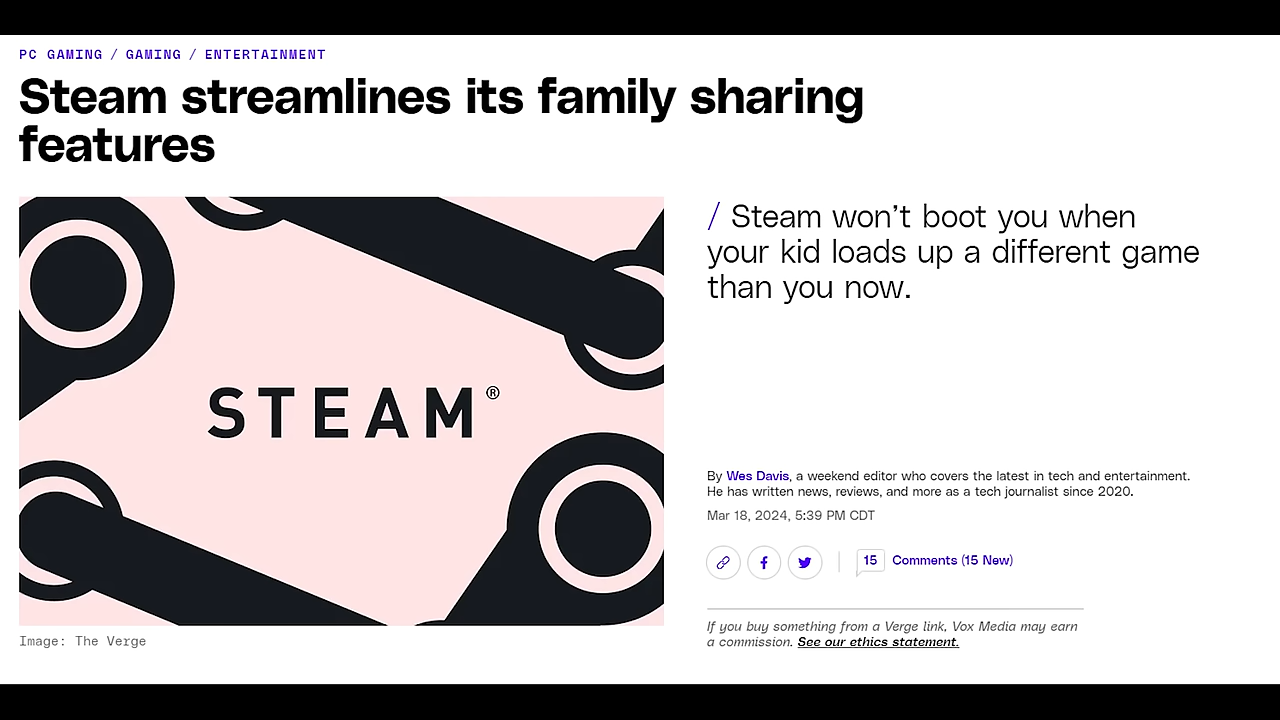 PC GAMING / GAMING / ENTERTAINMENT
Steam streamlines its family sharing
features
STEAM®
Image: The Verge
/ Steam won’t boot you when
your kid loads up a different game
than you now.
By Wes Davis, a weekend editor who covers the latest in tech and entertainment.
He has written news, reviews, and more as a tech journalist since 2020.
Mar 18, 2024, 5:39 PM CDT
15 Comments (15 New)
If you buy something from a Verge link, Vox Media may earn
a commission. See our ethics statement.